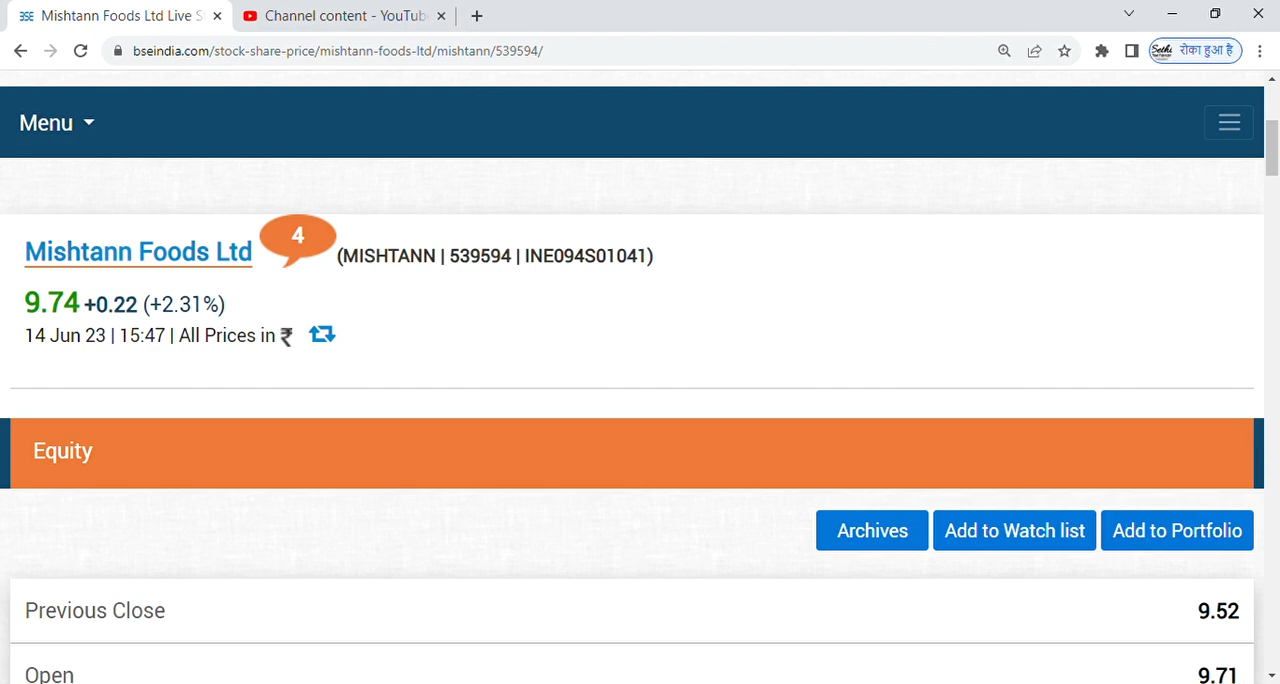 Mishtann Foods Ltd Live S
Channel content - YouTub
bseindia.com/stock-share-price/mishtann-foods-ltd/mishtann/539594/
Sethi
रोका हुआ है
Menu
Mishtann Foods Ltd
4
(MISHTANN | 539594 | INE094S01041)
9.74 +0.22 (+2.31%)
14 Jun 23 | 15:47 | All Prices in ₹
Equity
Archives
Add to Watch list
Add to Portfolio
Previous Close 9.52
Open 9.71